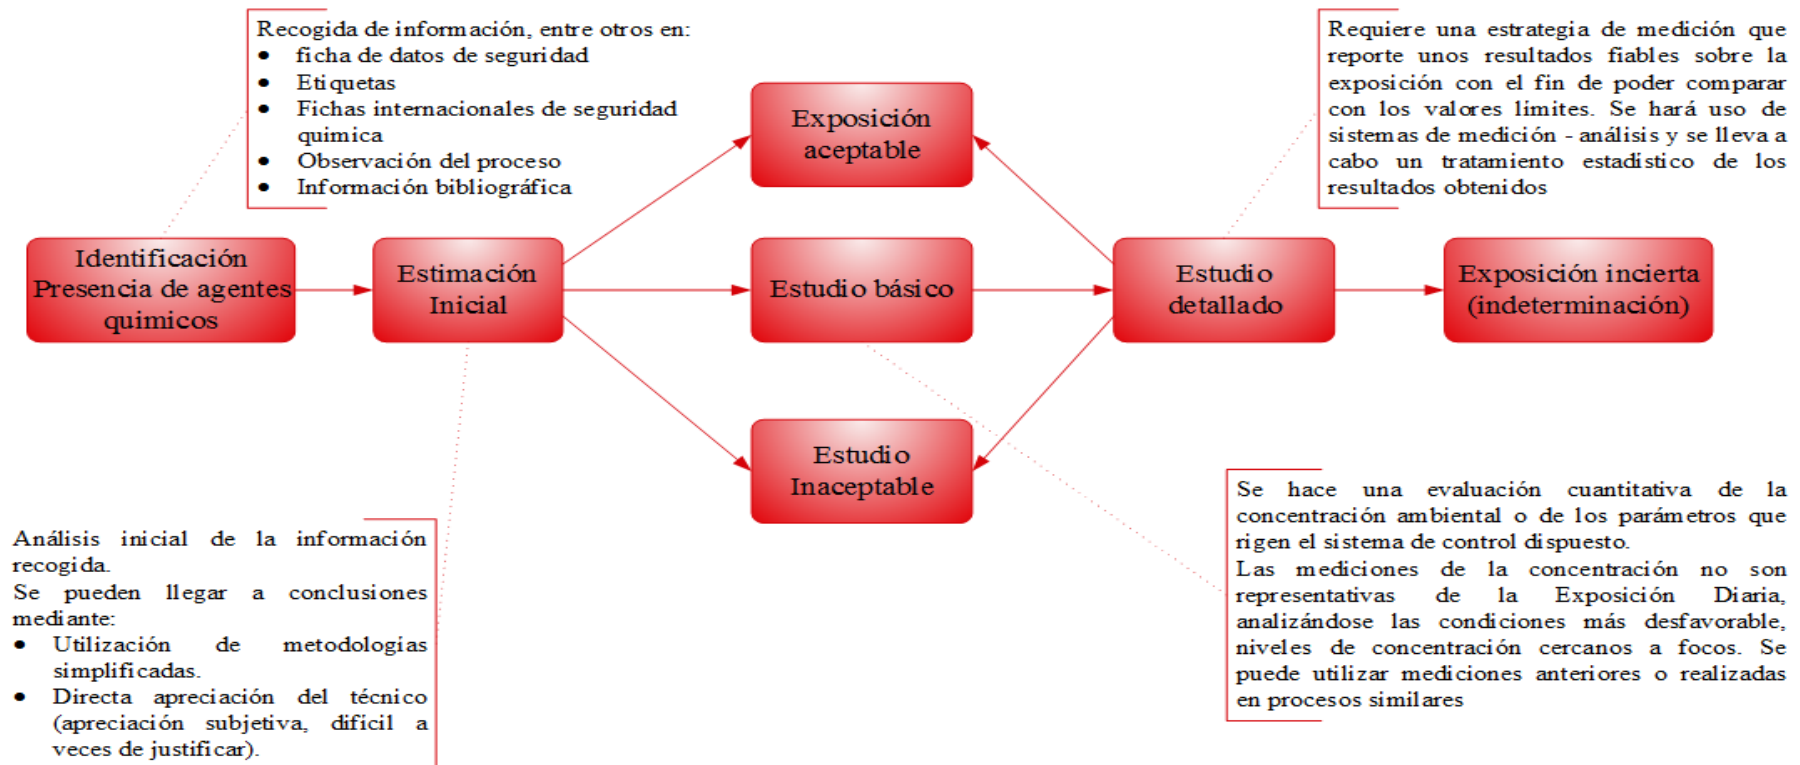 Recogida de información, entre otros en:
• ficha de datos de seguridad
• Etiquetas
• Fichas internacionales de seguridad
quimica
• Observación del proceso
• Información bibliográfica
Requiere una estrategia de medición que
reporte unos resultados fiables sobre la
exposición con el fin de poder comparar
con los valores límites. Se hará uso de
sistemas de medición - análisis y se lleva a
cabo un tratamiento estadístico de los
resultados obtenidos
Identificación
Presencia de agentes
quimicos
Estimación
Inicial
Exposición
aceptable
Estudio básico
Estudio
Inaceptable
Estudio
detallado
Exposición incierta
(indeterminación)
Análisis inicial de la información
recogida.
Se pueden llegar a conclusiones
mediante:
• Utilización de metodologías
simplificadas.
• Directa apreciación del técnico
(apreciación subjetiva, difícil a
veces de justificar).
Se hace una evaluación cuantitativa de la
concentración ambiental o de los parámetros que
rigen el sistema de control dispuesto.
Las mediciones de la concentración no son
representativas de la Exposición Diaria,
analizándose las condiciones más desfavorable,
niveles de concentración cercanos a focos. Se
puede utilizar mediciones anteriores o realizadas
en procesos similares